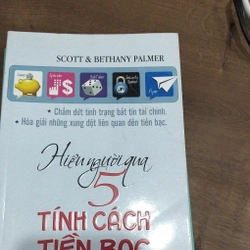 SCOTT & BETHANY PALMER
• Chấm dứt tình trạng bất tín tài chính.
• Hóa giải những xung đột liên quan đến tiền bạc.
Hiểu người qua
5
TÍNH CÁCH
TIỀN BẠC